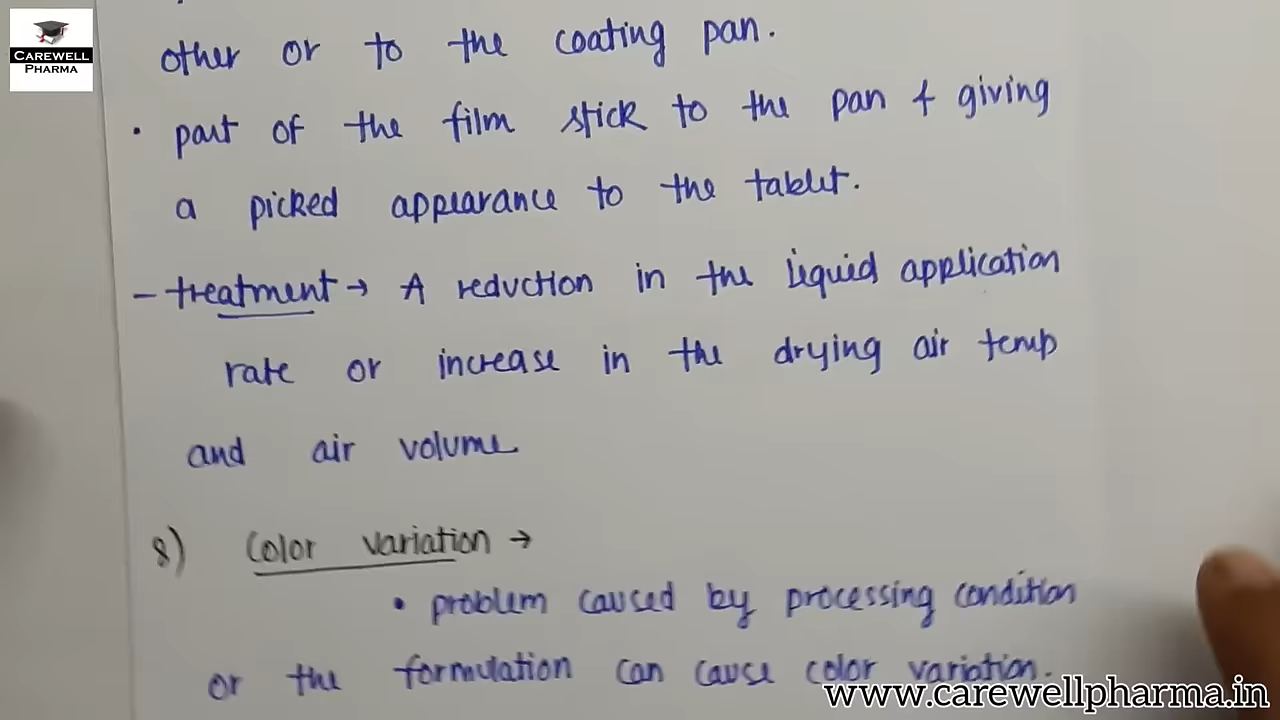 CAREWELL
PHARMA
other or to the coating pan.
• part of the film stick to the pan & giving
a picked appearance to the tablet.
- treatment → A reduction in the liquid application
rate or increase in the drying air temp
and air volume
8) Color variation →
• problem caused by processing condition
or the formulation can cause color variation.
www.carewellpharma.in